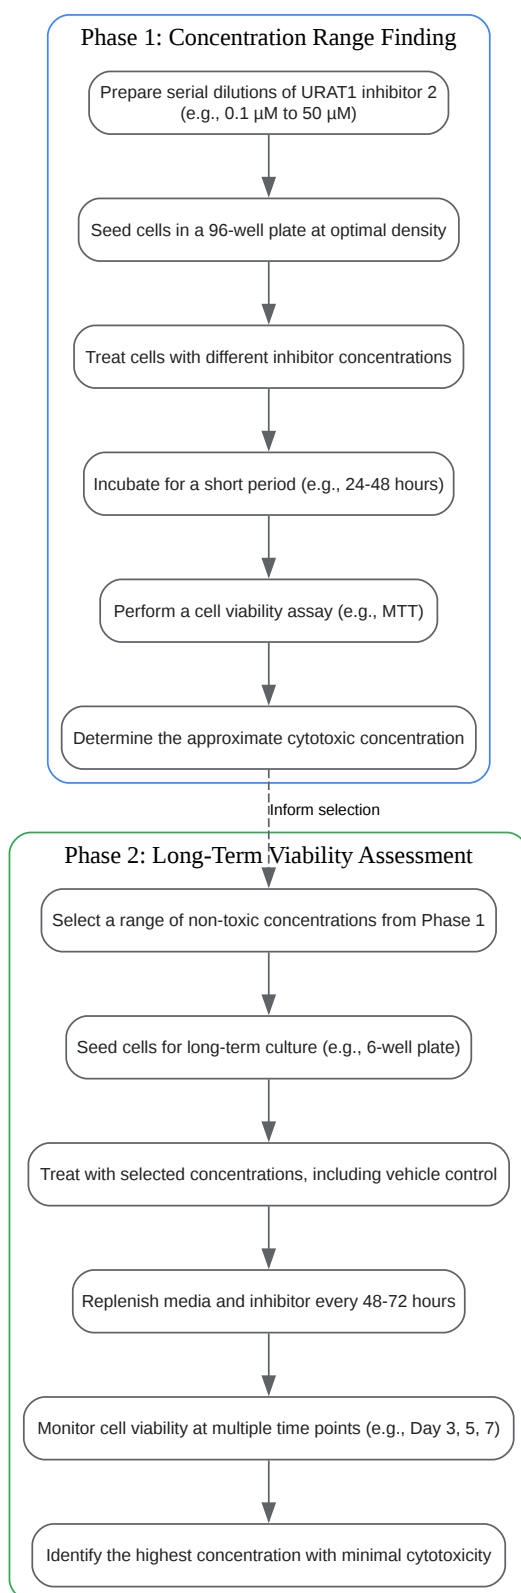 Phase 1: Concentration Range Finding
Prepare serial dilutions of URAT1 inhibitor 2
(e.g., 0.1 µM to 50 µM)
Seed cells in a 96-well plate at optimal density
Treat cells with different inhibitor concentrations
Incubate for a short period (e.g., 24-48 hours)
Perform a cell viability assay (e.g., MTT)
Determine the approximate cytotoxic concentration
Inform selection
Phase 2: Long-Term Viability Assessment
Select a range of non-toxic concentrations from Phase 1
Seed cells for long-term culture (e.g., 6-well plate)
Treat with selected concentrations, including vehicle control
Replenish media and inhibitor every 48-72 hours
Monitor cell viability at multiple time points (e.g., Day 3, 5, 7)
Identify the highest concentration with minimal cytotoxicity